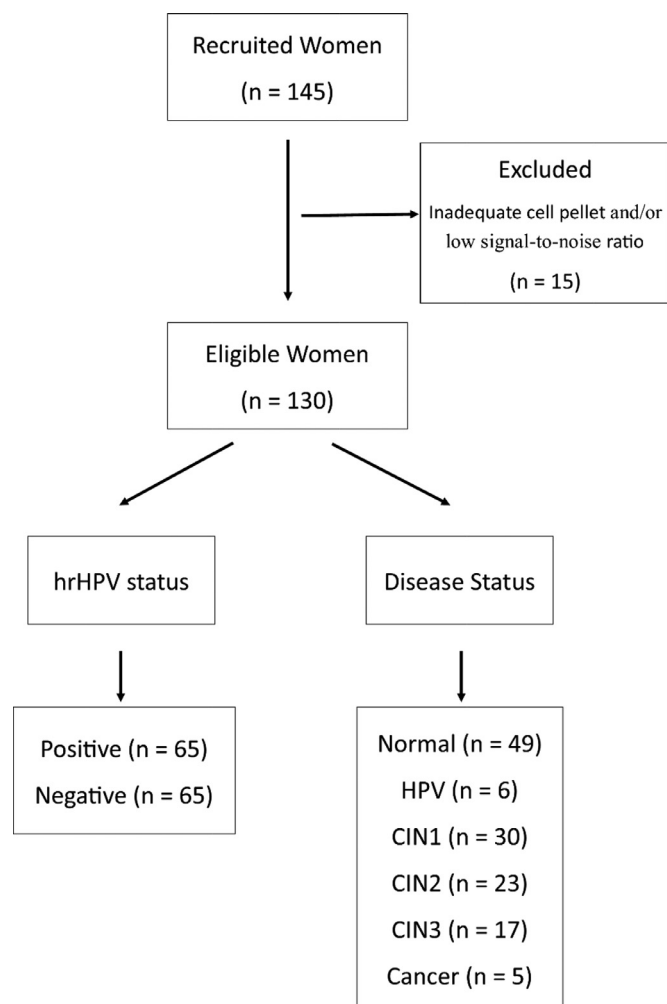 Recruited Women
(n = 145)
Excluded
Inadequate cell pellet and/or
low signal-to-noise ratio
(n = 15)
Eligible Women
(n = 130)
hrHPV status
Disease Status
Positive (n = 65)
Negative (n = 65)
Normal (n = 49)
HPV (n = 6)
CIN1 (n = 30)
CIN2 (n = 23)
CIN3 (n = 17)
Cancer (n = 5)